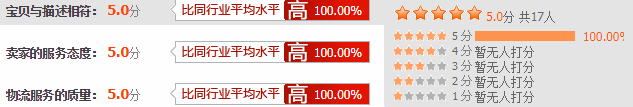 宝贝与描述相符： 5.0分 比同行业平均水平 高 100.00%
卖家的服务态度： 5.0分 比同行业平均水平 高 100.00%
物流服务的质量： 5.0分 比同行业平均水平 高 100.00%
5.0分 共17人
5 分 100.00%
4 分 暂无人打分
3 分 暂无人打分
2 分 暂无人打分
1 分 暂无人打分